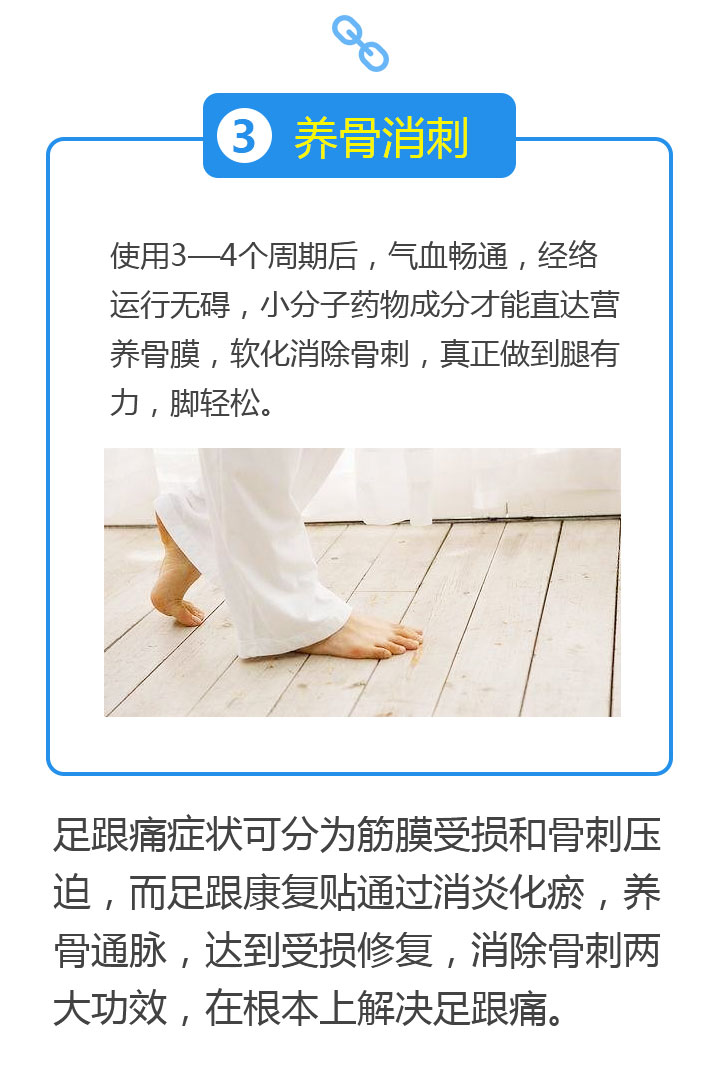 3 养骨消刺
使用3—4个周期后，气血畅通，经络
运行无碍，小分子药物成分才能直达营
养骨膜，软化消除骨刺，真正做到腿有
力，脚轻松。
足跟痛症状可分为筋膜受损和骨刺压
迫，而足跟康复贴通过消炎化瘀，养
骨通脉，达到受损修复，消除骨刺两
大功效，在根本上解决足跟痛。